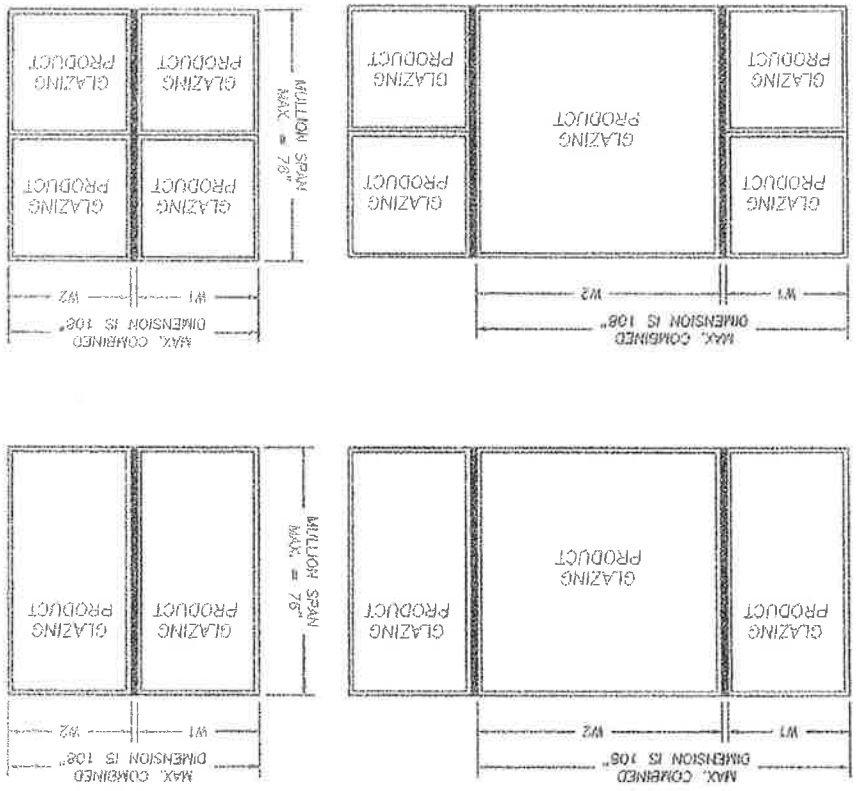 MAX. COMBINED
DIMENSION IS 108"
W1
W2
GLAZING
PRODUCT
GLAZING
PRODUCT
GLAZING
PRODUCT
MULLION SPAN
MAX. = 76"
MAX. COMBINED
DIMENSION IS 108"
W1
W2
GLAZING
PRODUCT
GLAZING
PRODUCT
MAX. COMBINED
DIMENSION IS 108"
W1
W2
GLAZING
PRODUCT
GLAZING
PRODUCT
GLAZING
PRODUCT
GLAZING
PRODUCT
GLAZING
PRODUCT
MULLION SPAN
MAX. = 76"
MAX. COMBINED
DIMENSION IS 108"
W1
W2
GLAZING
PRODUCT
GLAZING
PRODUCT
GLAZING
PRODUCT
GLAZING
PRODUCT